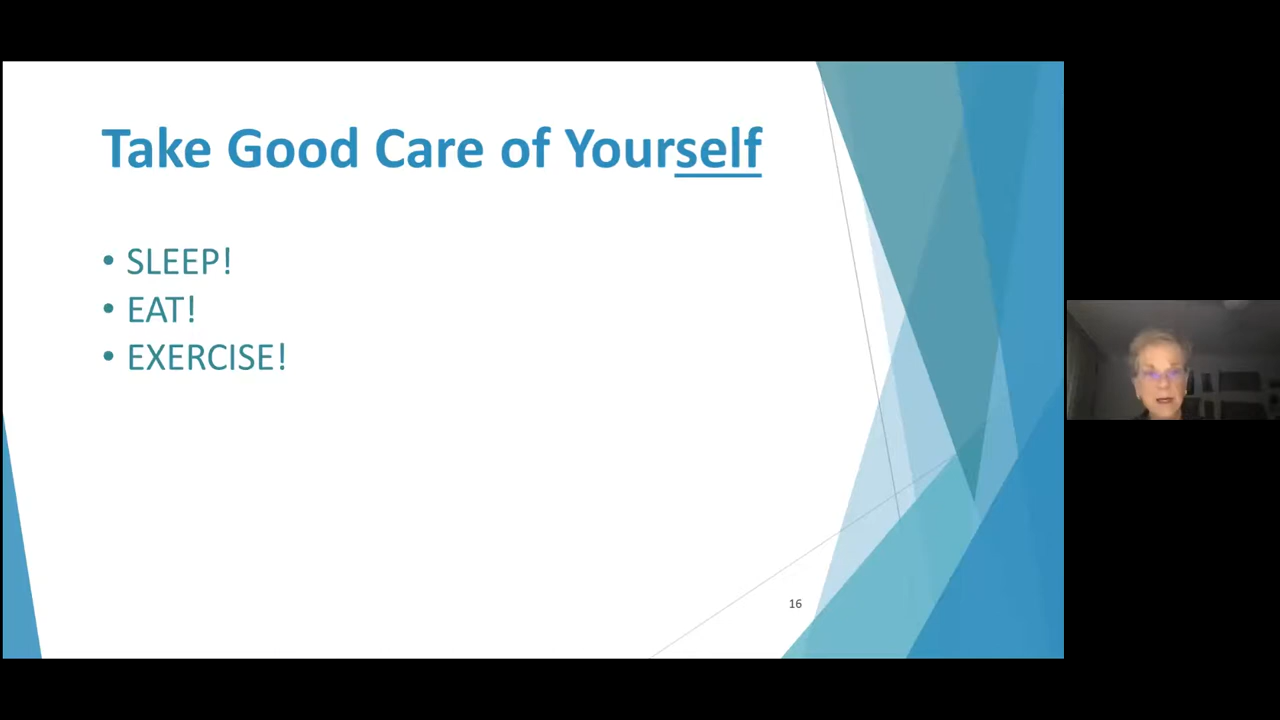 Take Good Care of Yourself
• SLEEP!
• EAT!
• EXERCISE!
16